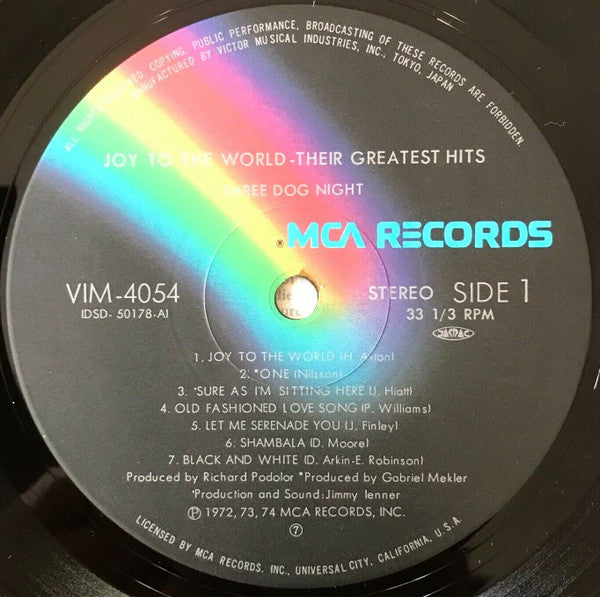 ALL RIGHTS RESERVED. COPYING, PUBLIC PERFORMANCE, BROADCASTING OF THESE RECORDS ARE FORBIDDEN.
MANUFACTURED BY VICTOR MUSICAL INDUSTRIES, INC., TOKYO, JAPAN
JOY TO THE WORLD-THEIR GREATEST HITS
THREE DOG NIGHT
MCA RECORDS
VIM-4054
(DSD- 50178-A)
STEREO SIDE 1
33 1/3 RPM
JASRAC
1. JOY TO THE WORLD (H. Axton)
2. *ONE (Nilsson)
3. 'SURE AS I'M SITTING HERE (J. Hiatt)
4. OLD FASHIONED LOVE SONG (P. Williams)
5. LET ME SERENADE YOU (J. Finley)
6. SHAMBALA (D. Moore)
7. BLACK AND WHITE (D. Arkin-E. Robinson)
Produced by Richard Podolor *Produced by Gabriel Mekler
'Production and Sound: Jimmy Ienner
Ⓟ 1972, 73, 74 MCA RECORDS, INC.
⑦
LICENSED BY MCA RECORDS, INC., UNIVERSAL CITY, CALIFORNIA, U.S.A.